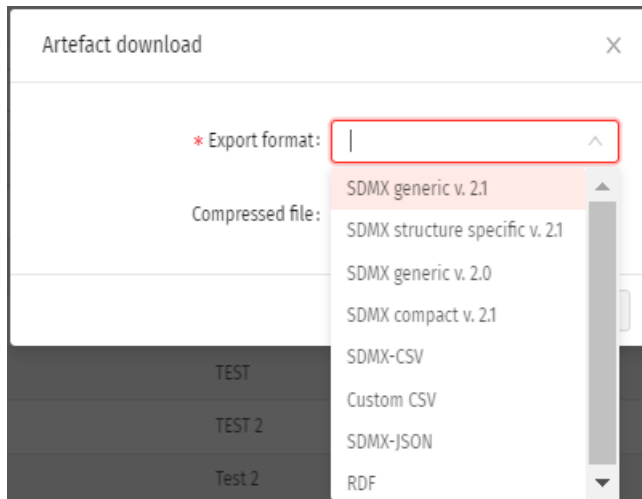 Artefact download
* Export format:
SDMX generic v. 2.1
Compressed file:
SDMX structure specific v. 2.1
SDMX generic v. 2.0
SDMX compact v. 2.1
SDMX-CSV
TEST
Custom CSV
TEST 2
SDMX-JSON
Test 2
RDF